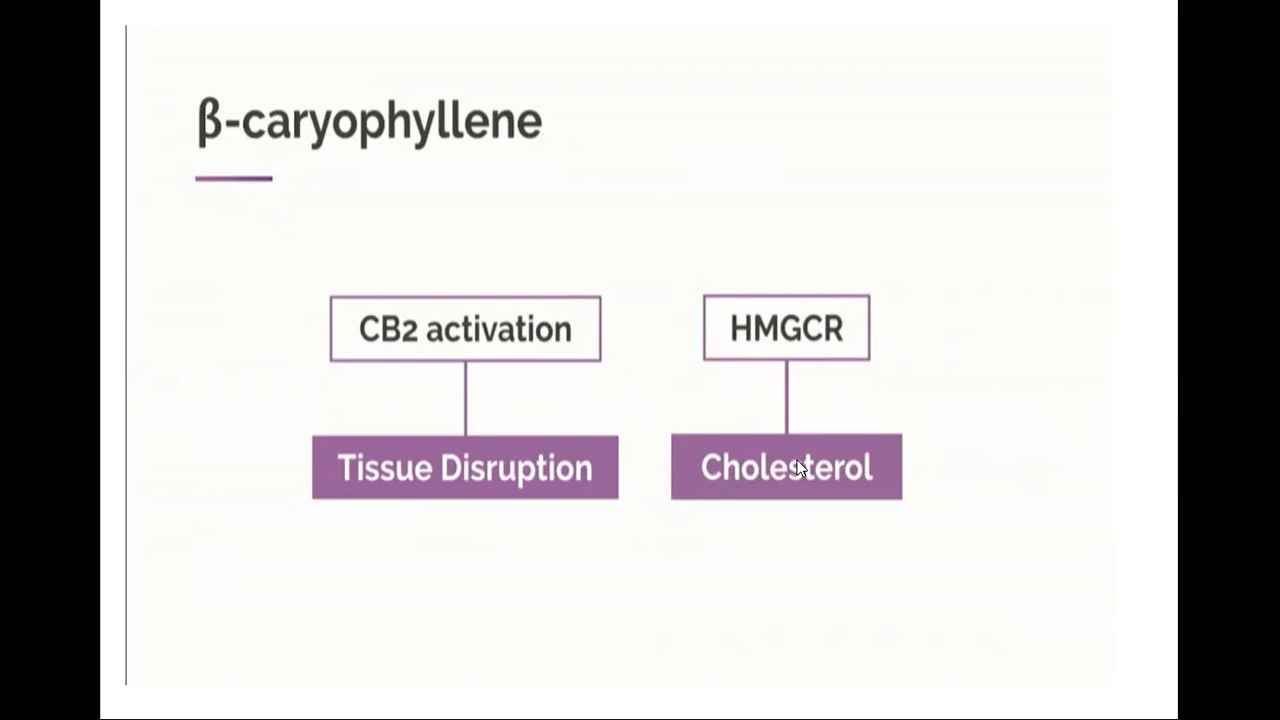 β-caryophyllene
CB2 activation
HMGCR
Tissue Disruption
Cholesterol